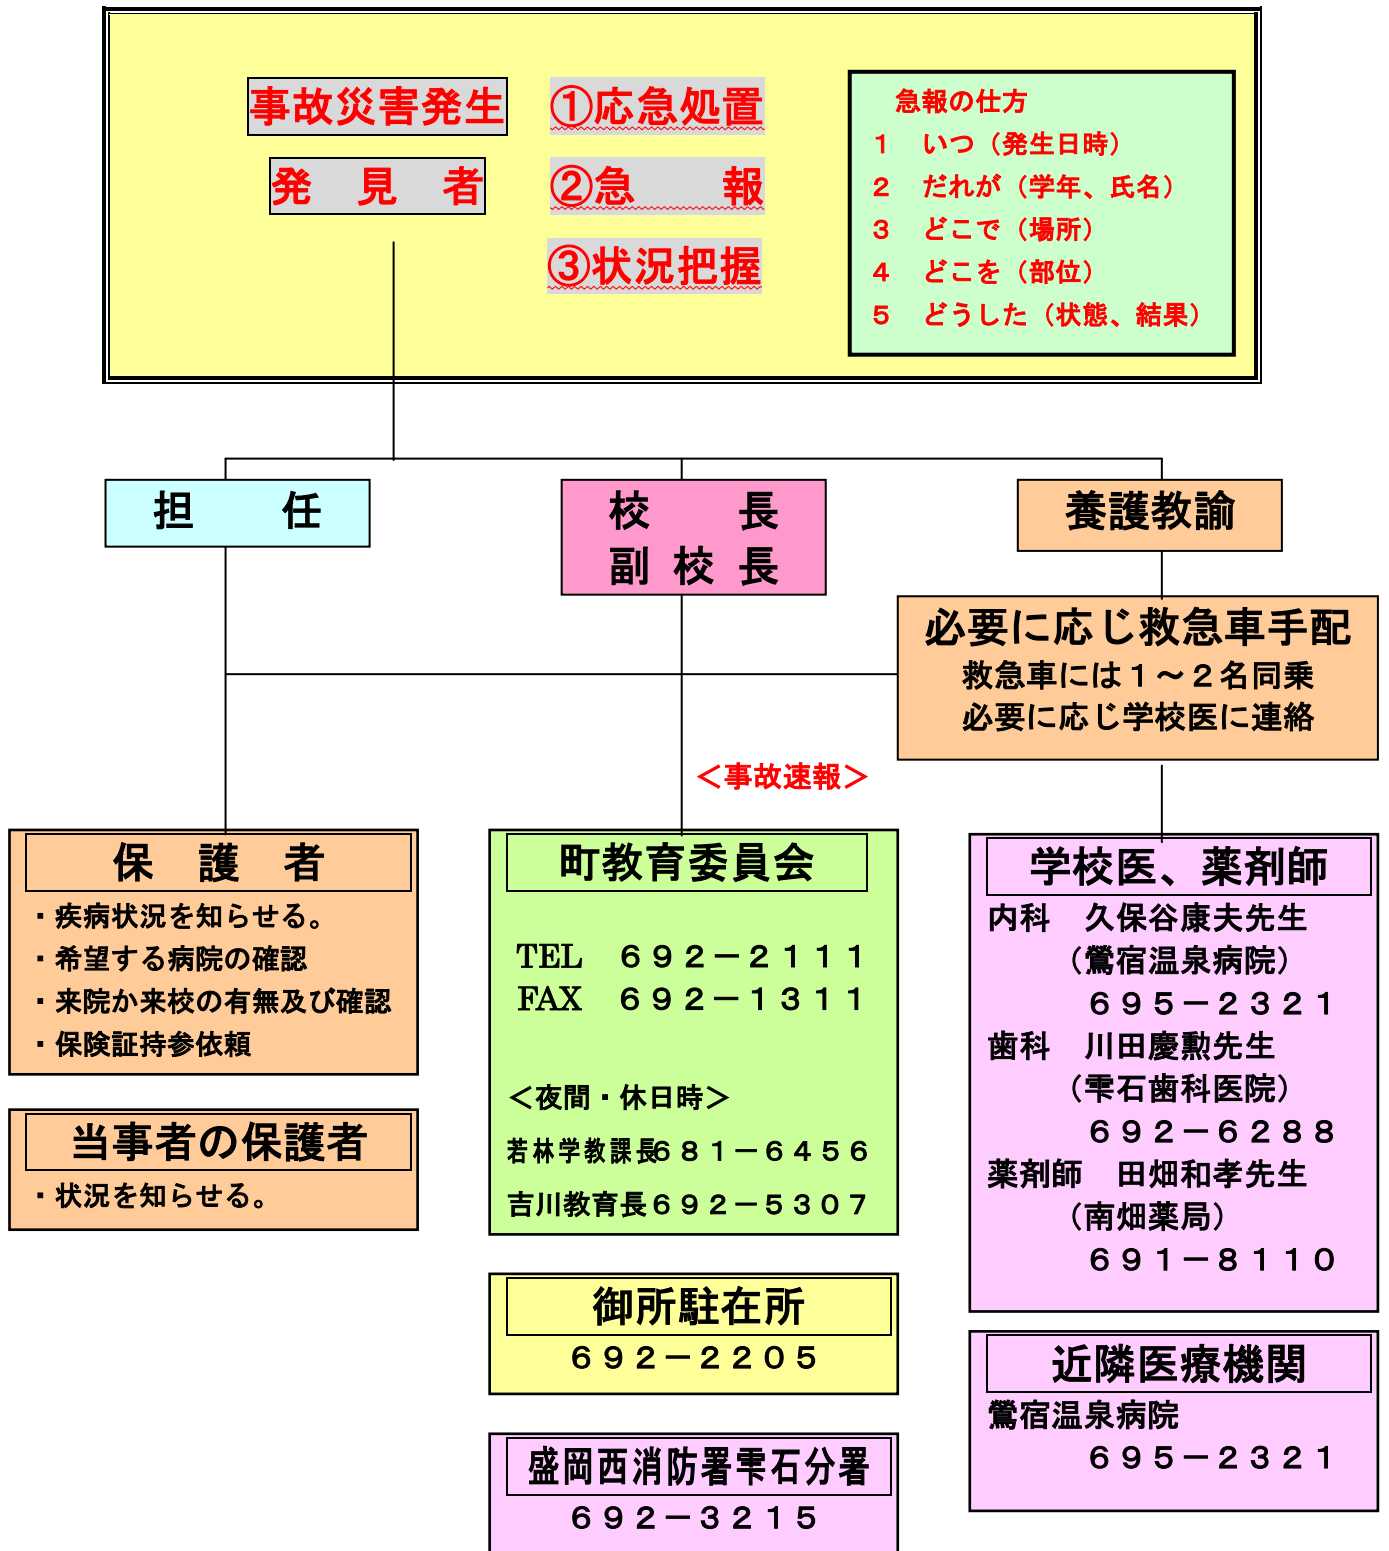 事故災害発生
発　見　者
①応急処置
②急　　報
③状況把握
急報の仕方
１　いつ（発生日時）
２　だれが（学年、氏名）
３　どこで（場所）
４　どこを（部位）
５　どうした（状態、結果）
担　　任
校　　長
副 校 長
養護教諭
必要に応じ救急車手配
救急車には１～２名同乗
必要に応じ学校医に連絡
＜事故速報＞
保　護　者
・疾病状況を知らせる。
・希望する病院の確認
・来院か来校の有無及び確認
・保険証持参依頼
当事者の保護者
・状況を知らせる。
町教育委員会
TEL　６９２－２１１１
FAX　６９２－１３１１
＜夜間・休日時＞
若林学教課長６８１－６４５６
吉川教育長６９２－５３０７
御所駐在所
６９２－２２０５
盛岡西消防署雫石分署
６９２－３２１５
学校医、薬剤師
内科　久保谷康夫先生
（鶯宿温泉病院）
６９５－２３２１
歯科　川田慶勲先生
（雫石歯科医院）
６９２－６２８８
薬剤師　田畑和孝先生
（南畑薬局）
６９１－８１１０
近隣医療機関
鶯宿温泉病院
６９５－２３２１